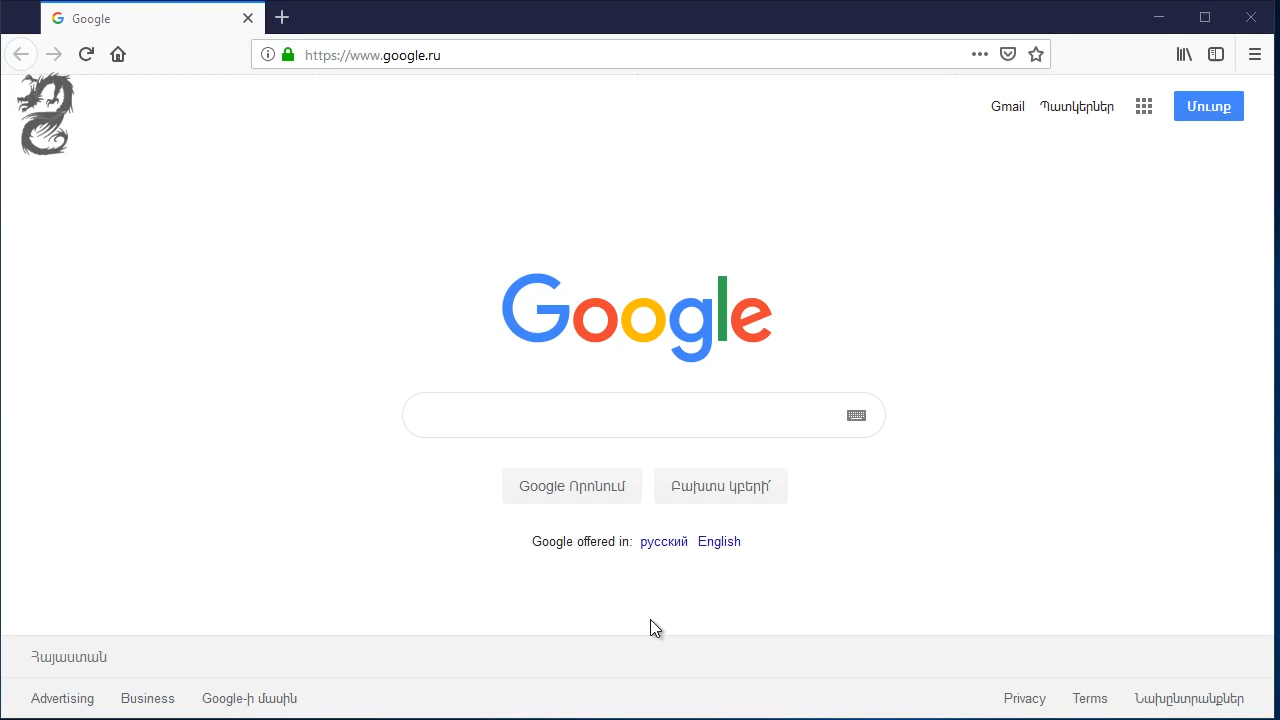 Google
https://www.google.ru
Gmail Պատկերներ Մուտք
Google
Google Որոնում Բախտս կբերի՛
Google offered in: русский English
Հայաստան
Advertising Business Google-ի մասին Privacy Terms Նախընտրանքներ